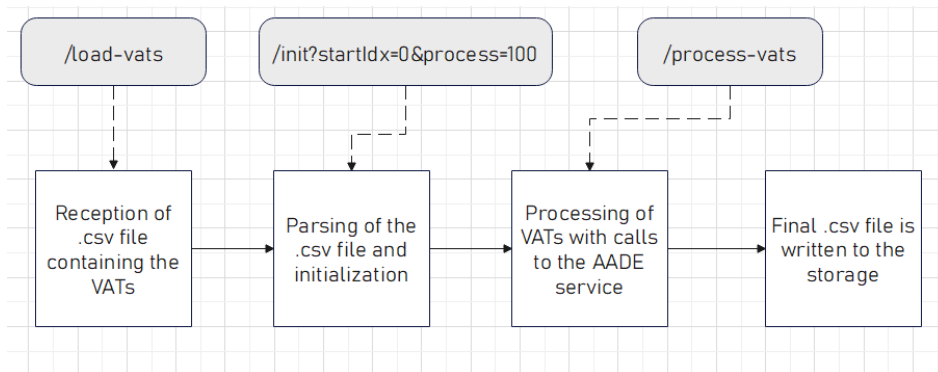 /load-vats
/init?startIdx=0&process=100
/process-vats
Reception of
.csv file
containing the
VATs
Parsing of the
.csv file and
initialization
Processing of
VATs with calls
to the AADE
service
Final .csv file is
written to the
storage